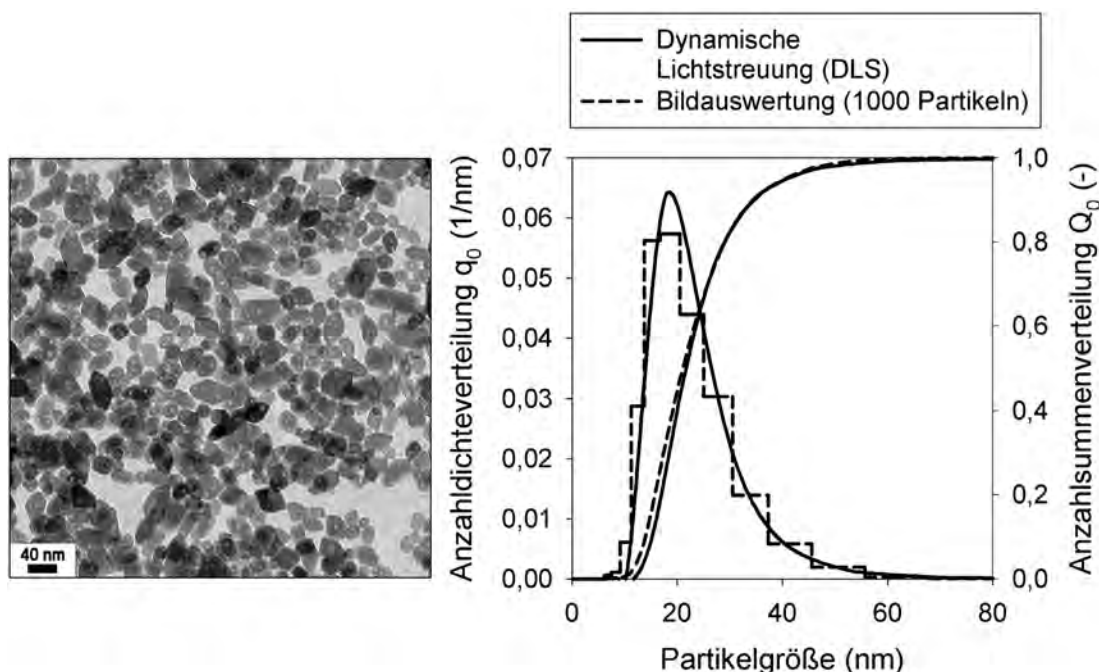 Dynamische
Lichtstreuung (DLS)
Bildauswertung (1000 Partikeln)
40 nm
Anzahldichteverteilung q0 (1/nm)
0,07
0,06
0,05
0,04
0,03
0,02
0,01
0,00
0 20 40 60 80
Partikelgröße (nm)
1,0
0,8
0,6
0,4
0,2
0,0
Anzahlsummenverteilung Q0 (-)